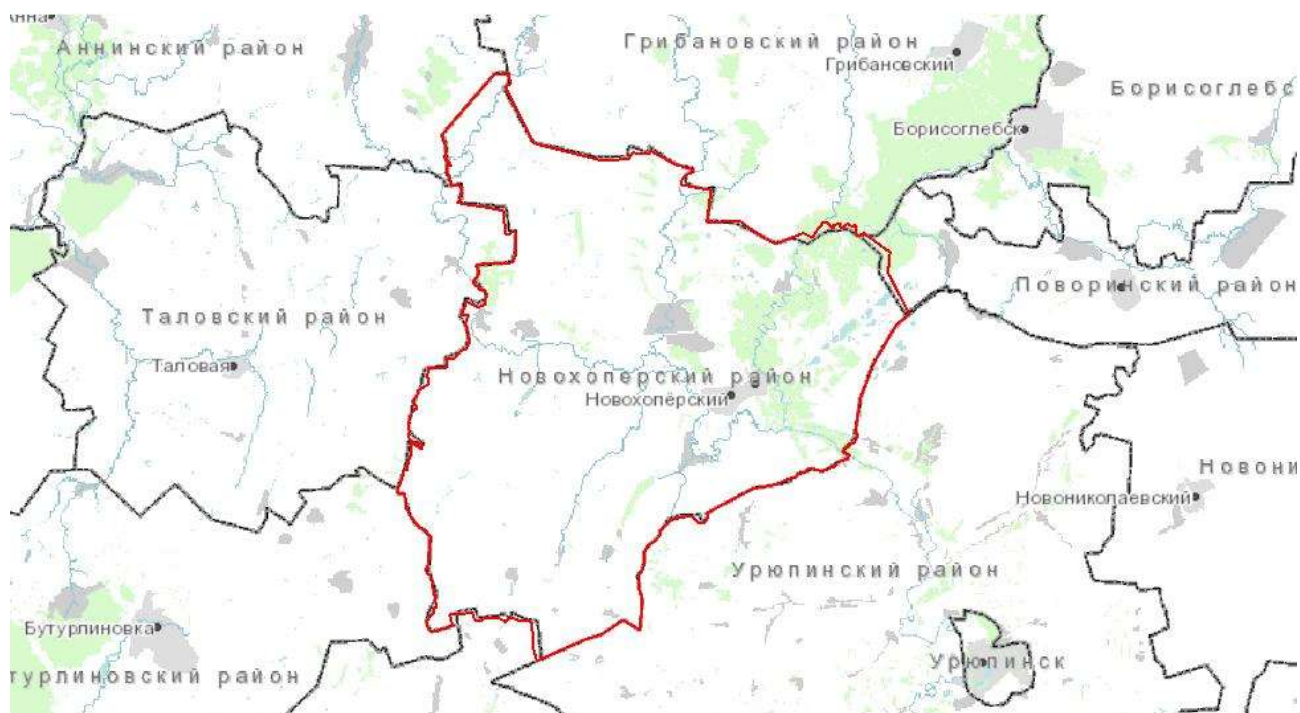 нна
Аннинский район
Грибановский район
Грибановский
Борисоглебс
Борисоглебск
Поворинский район
Таловский район
Таловая
Новохоперский район
Новохопёрский
Новони
Новониколаевский
Урюпинский район
Бутурлиновка
Урюпинск
турлиновский район